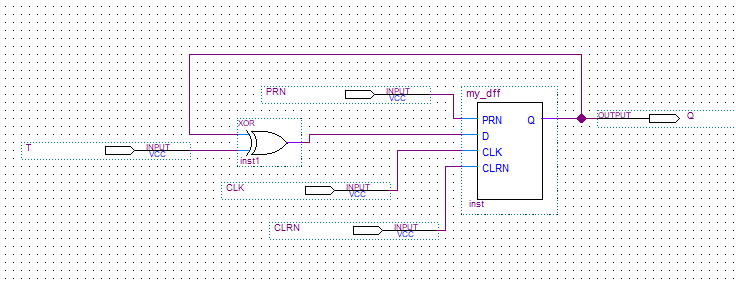 PRN
INPUT
VCC
my_dff
PRN
Q
OUTPUT
Q
XOR
D
T
INPUT
VCC
CLK
inst1
CLRN
CLK
INPUT
VCC
inst
CLRN
INPUT
VCC